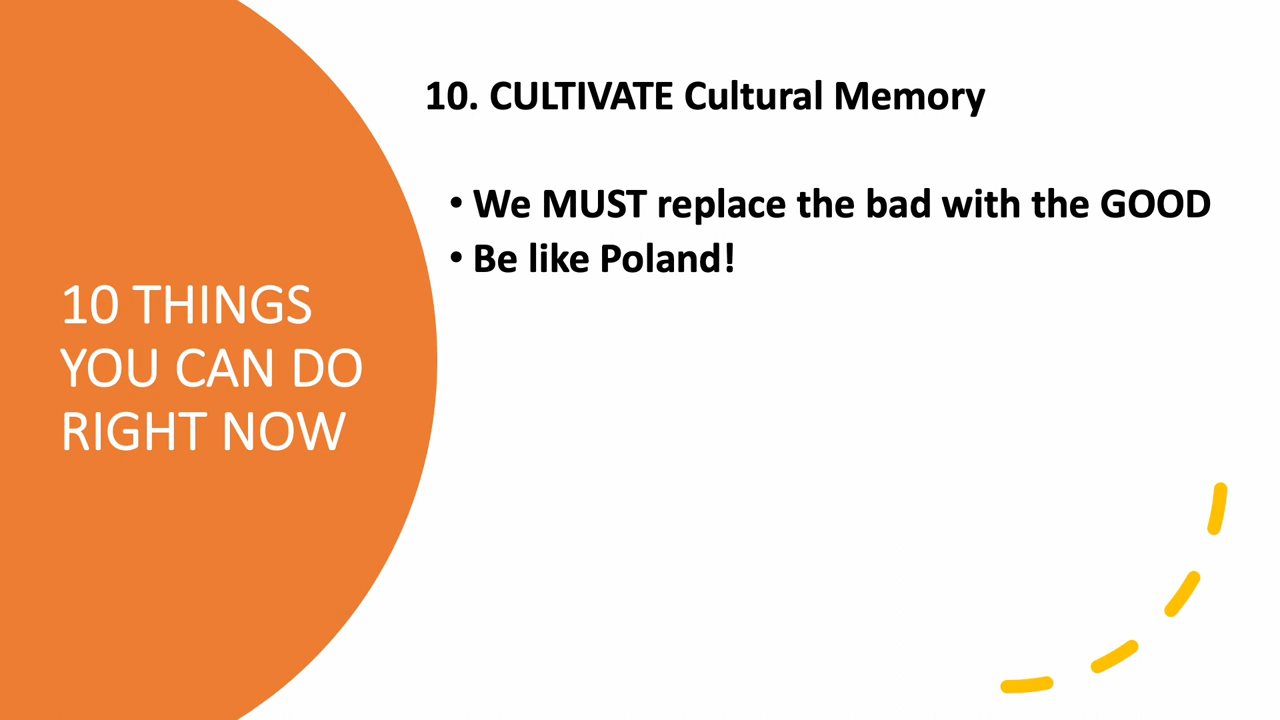 10 THINGS
YOU CAN DO
RIGHT NOW
10. CULTIVATE Cultural Memory
• We MUST replace the bad with the GOOD
• Be like Poland!